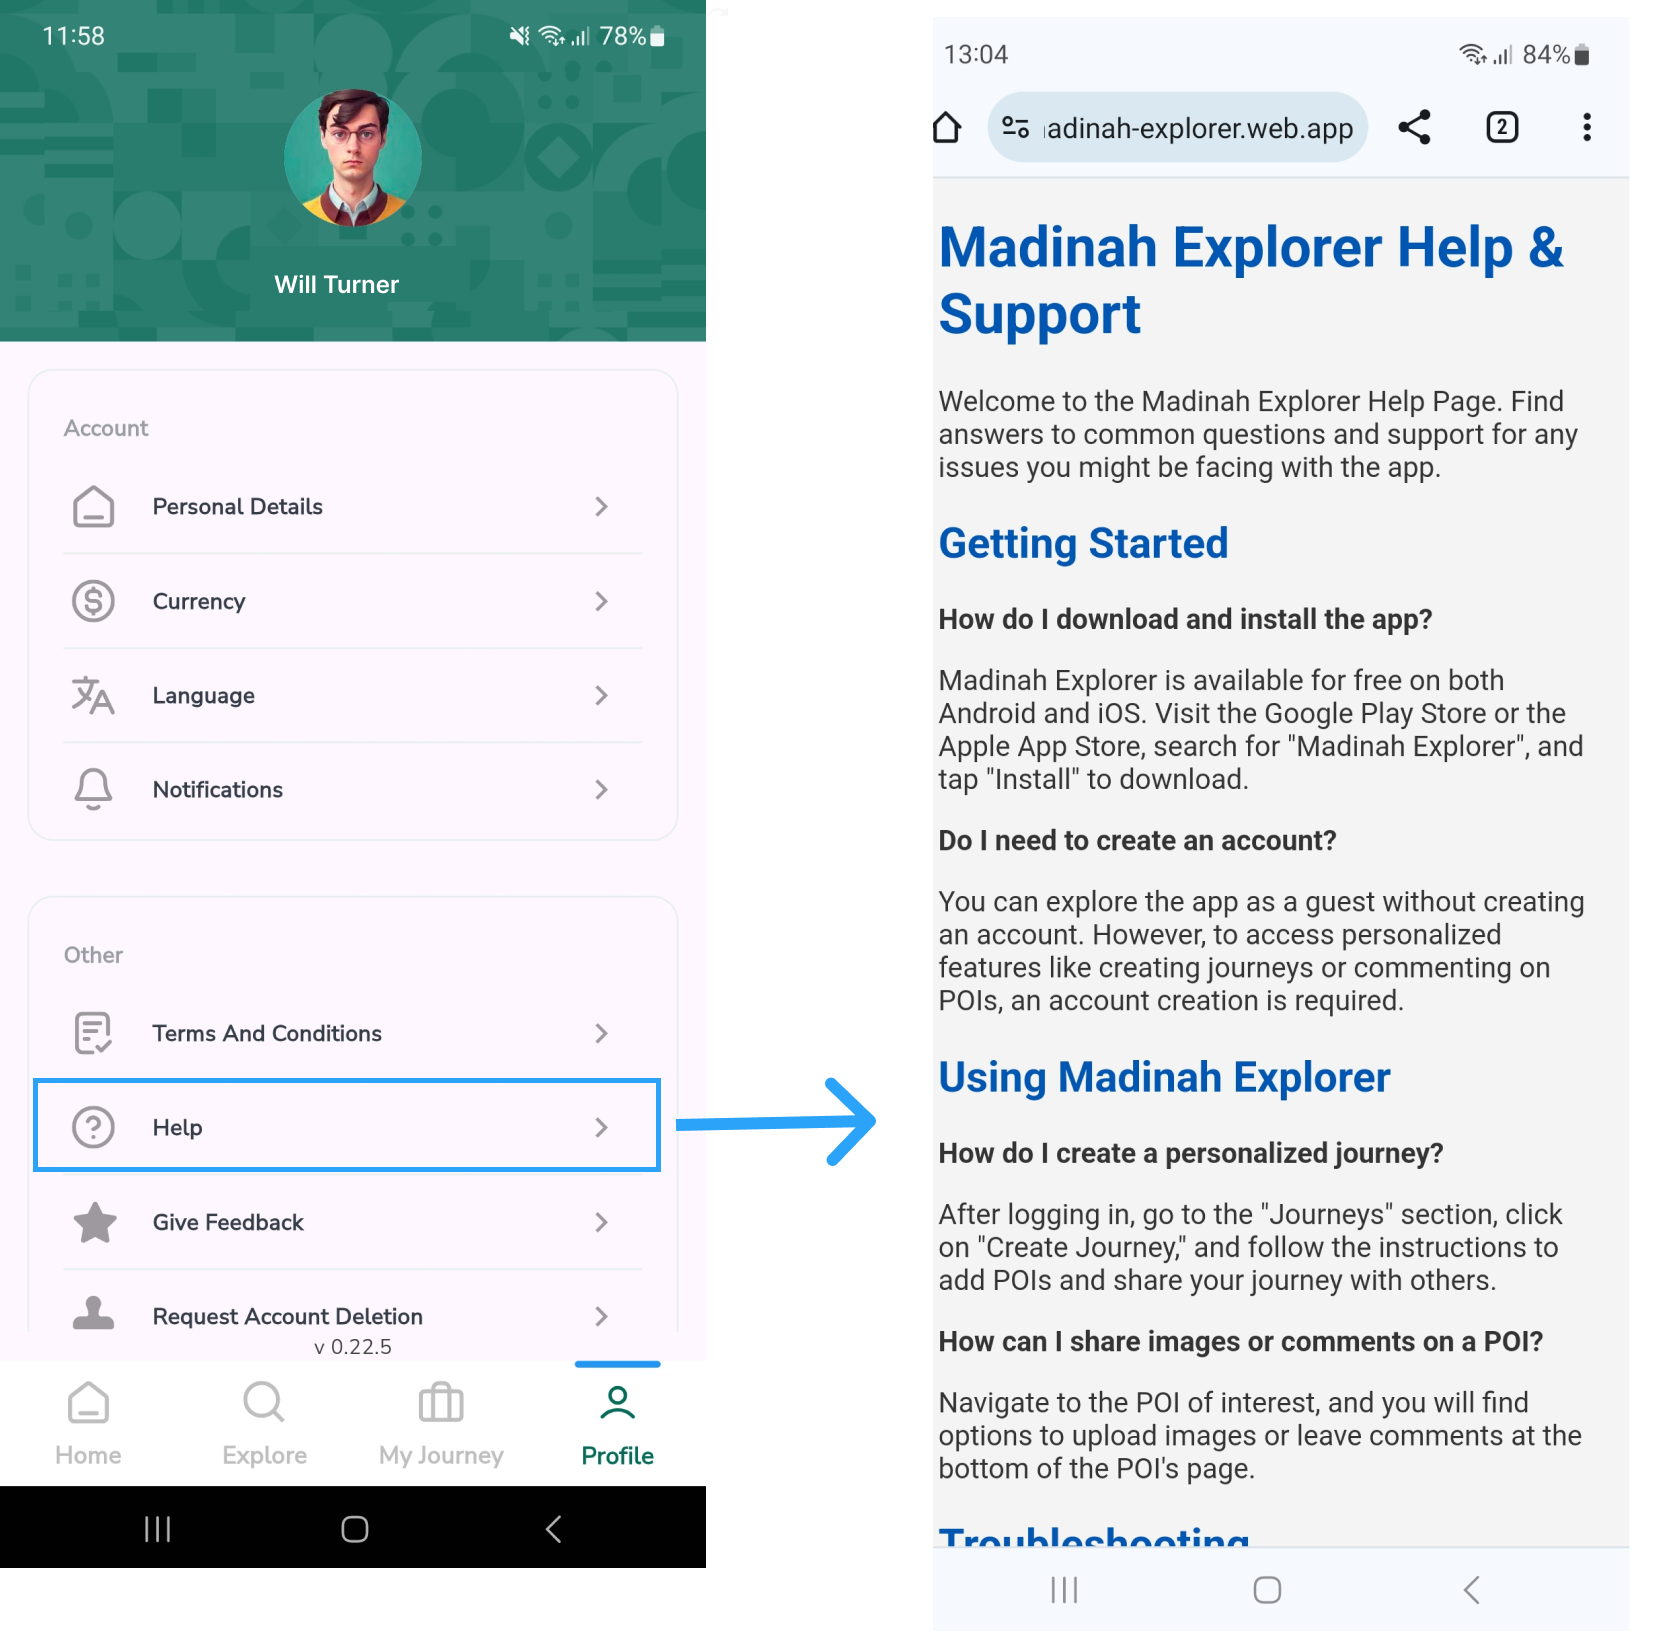 11:58
78%
Will Turner
Account
Personal Details
Currency
Language
Notifications
Other
Terms And Conditions
Help
Give Feedback
Request Account Deletion
v 0.22.5
Home
Explore
My Journey
Profile
13:04
84%
adinah-explorer.web.app
2
Madinah Explorer Help &
Support
Welcome to the Madinah Explorer Help Page. Find
answers to common questions and support for any
issues you might be facing with the app.
Getting Started
How do I download and install the app?
Madinah Explorer is available for free on both
Android and iOS. Visit the Google Play Store or the
Apple App Store, search for "Madinah Explorer", and
tap "Install" to download.
Do I need to create an account?
You can explore the app as a guest without creating
an account. However, to access personalized
features like creating journeys or commenting on
POIs, an account creation is required.
Using Madinah Explorer
How do I create a personalized journey?
After logging in, go to the "Journeys" section, click
on "Create Journey," and follow the instructions to
add POIs and share your journey with others.
How can I share images or comments on a POI?
Navigate to the POI of interest, and you will find
options to upload images or leave comments at the
bottom of the POI's page.
Troubleshooting